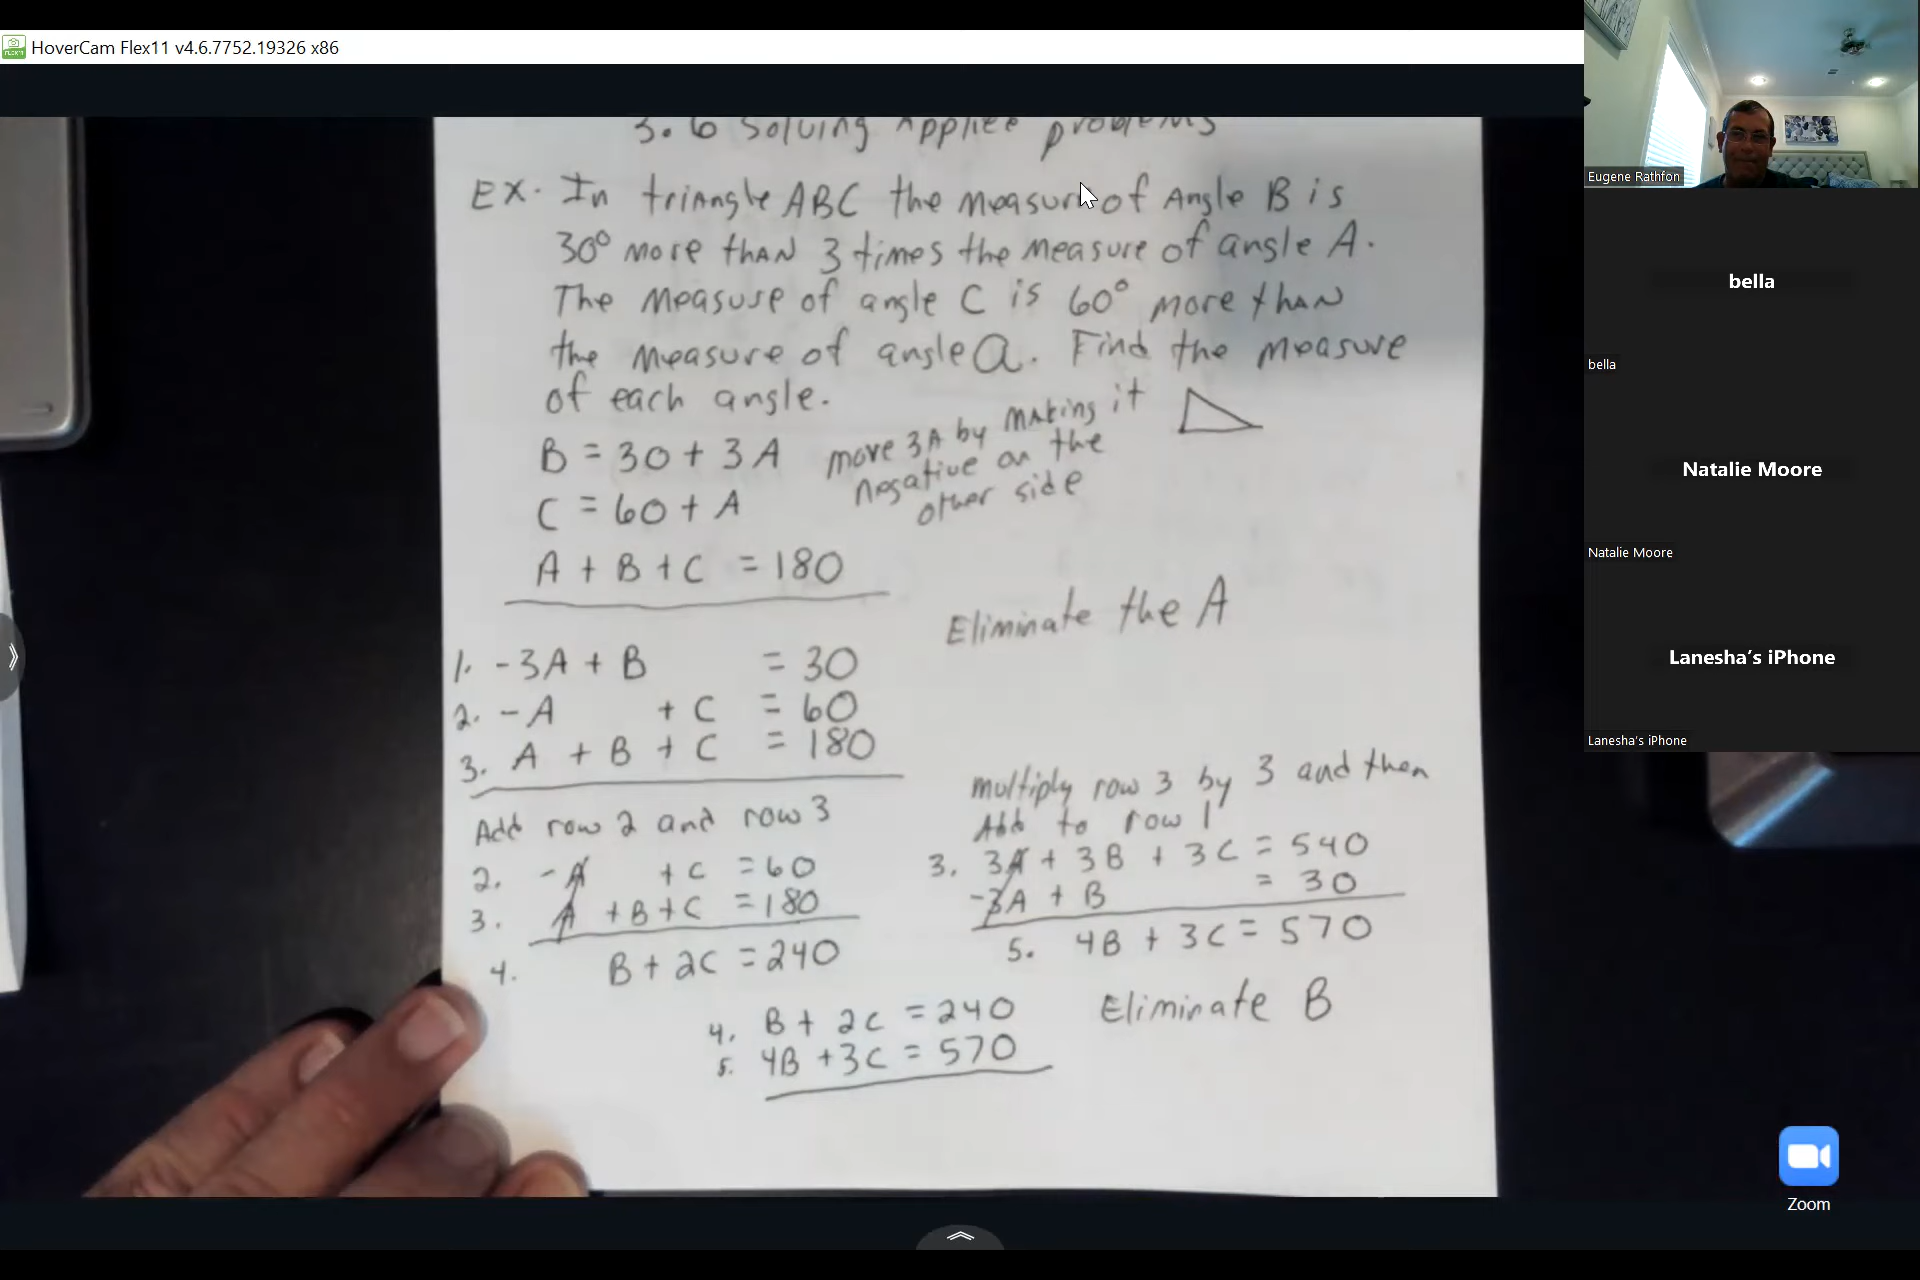 HoverCam Flex11 v4.6.7752.19326 x86
3.6 Solving Applied problems
EX. In triangle ABC the measure of Angle B is
30° more than 3 times the measure of angle A.
The measure of angle C is 60° more than
the measure of angle a. Find the measure
of each angle.
B = 30 + 3A
move 3A by making it
negative on the
other side
C = 60 + A
A + B + C = 180
Eliminate the A
1. -3A + B = 30
2. -A + C = 60
3. A + B + C = 180
Add row 2 and row 3
2. -A + C = 60
3. A + B + C = 180
4. B + 2C = 240
multiply row 3 by 3 and then
Add to row 1
3. 3A + 3B + 3C = 540
-3A + B = 30
5. 4B + 3C = 570
4. B + 2C = 240
5. 4B + 3C = 570
Eliminate B
Eugene Rathfon
bella
bella
Natalie Moore
Natalie Moore
Lanesha's iPhone
Lanesha's iPhone
Zoom